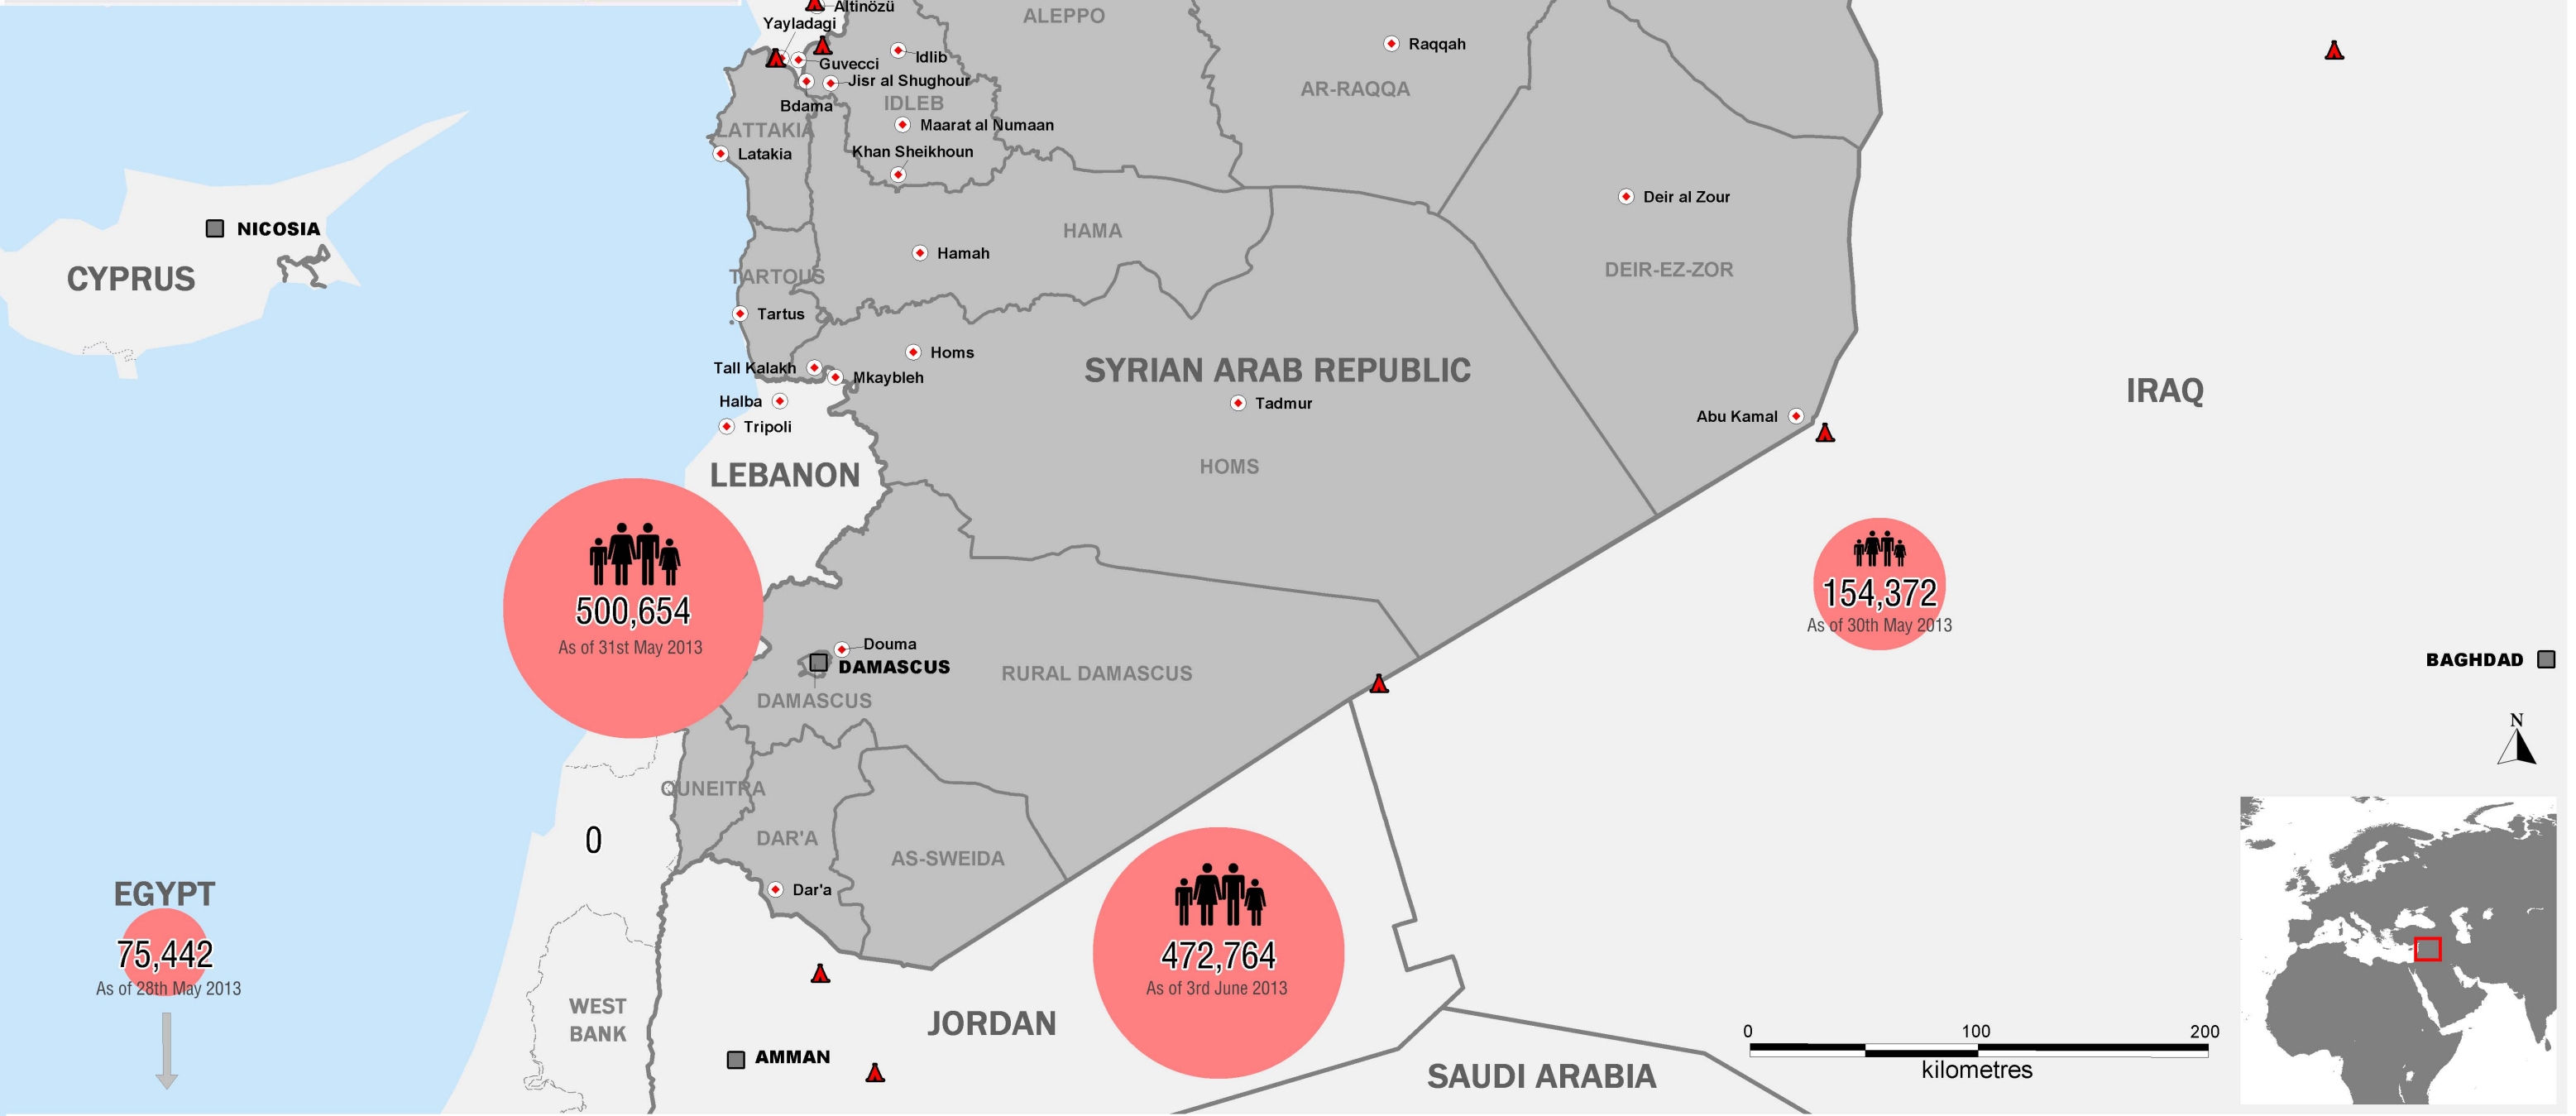 Altinözü
ALEPPO
Yayladagi
Raqqah
Idlib
Guvecci
Jisr al Shughour
AR-RAQQA
Bdama
IDLEB
Maarat al Numaan
LATTAKIA
Latakia
Khan Sheikhoun
Deir al Zour
NICOSIA
HAMA
Hamah
DEIR-EZ-ZOR
CYPRUS
TARTOUS
Tartus
Homs
Tall Kalakh
SYRIAN ARAB REPUBLIC
Mkaybleh
IRAQ
Halba
Tadmur
Abu Kamal
Tripoli
LEBANON
HOMS
500,654
As of 31st May 2013
154,372
As of 30th May 2013
Douma
DAMASCUS
BAGHDAD
RURAL DAMASCUS
DAMASCUS
N
QUNEITRA
0
DAR'A
AS-SWEIDA
EGYPT
Dar'a
75,442
As of 28th May 2013
472,764
As of 3rd June 2013
WEST
BANK
JORDAN
0 100 200
kilometres
AMMAN
SAUDI ARABIA